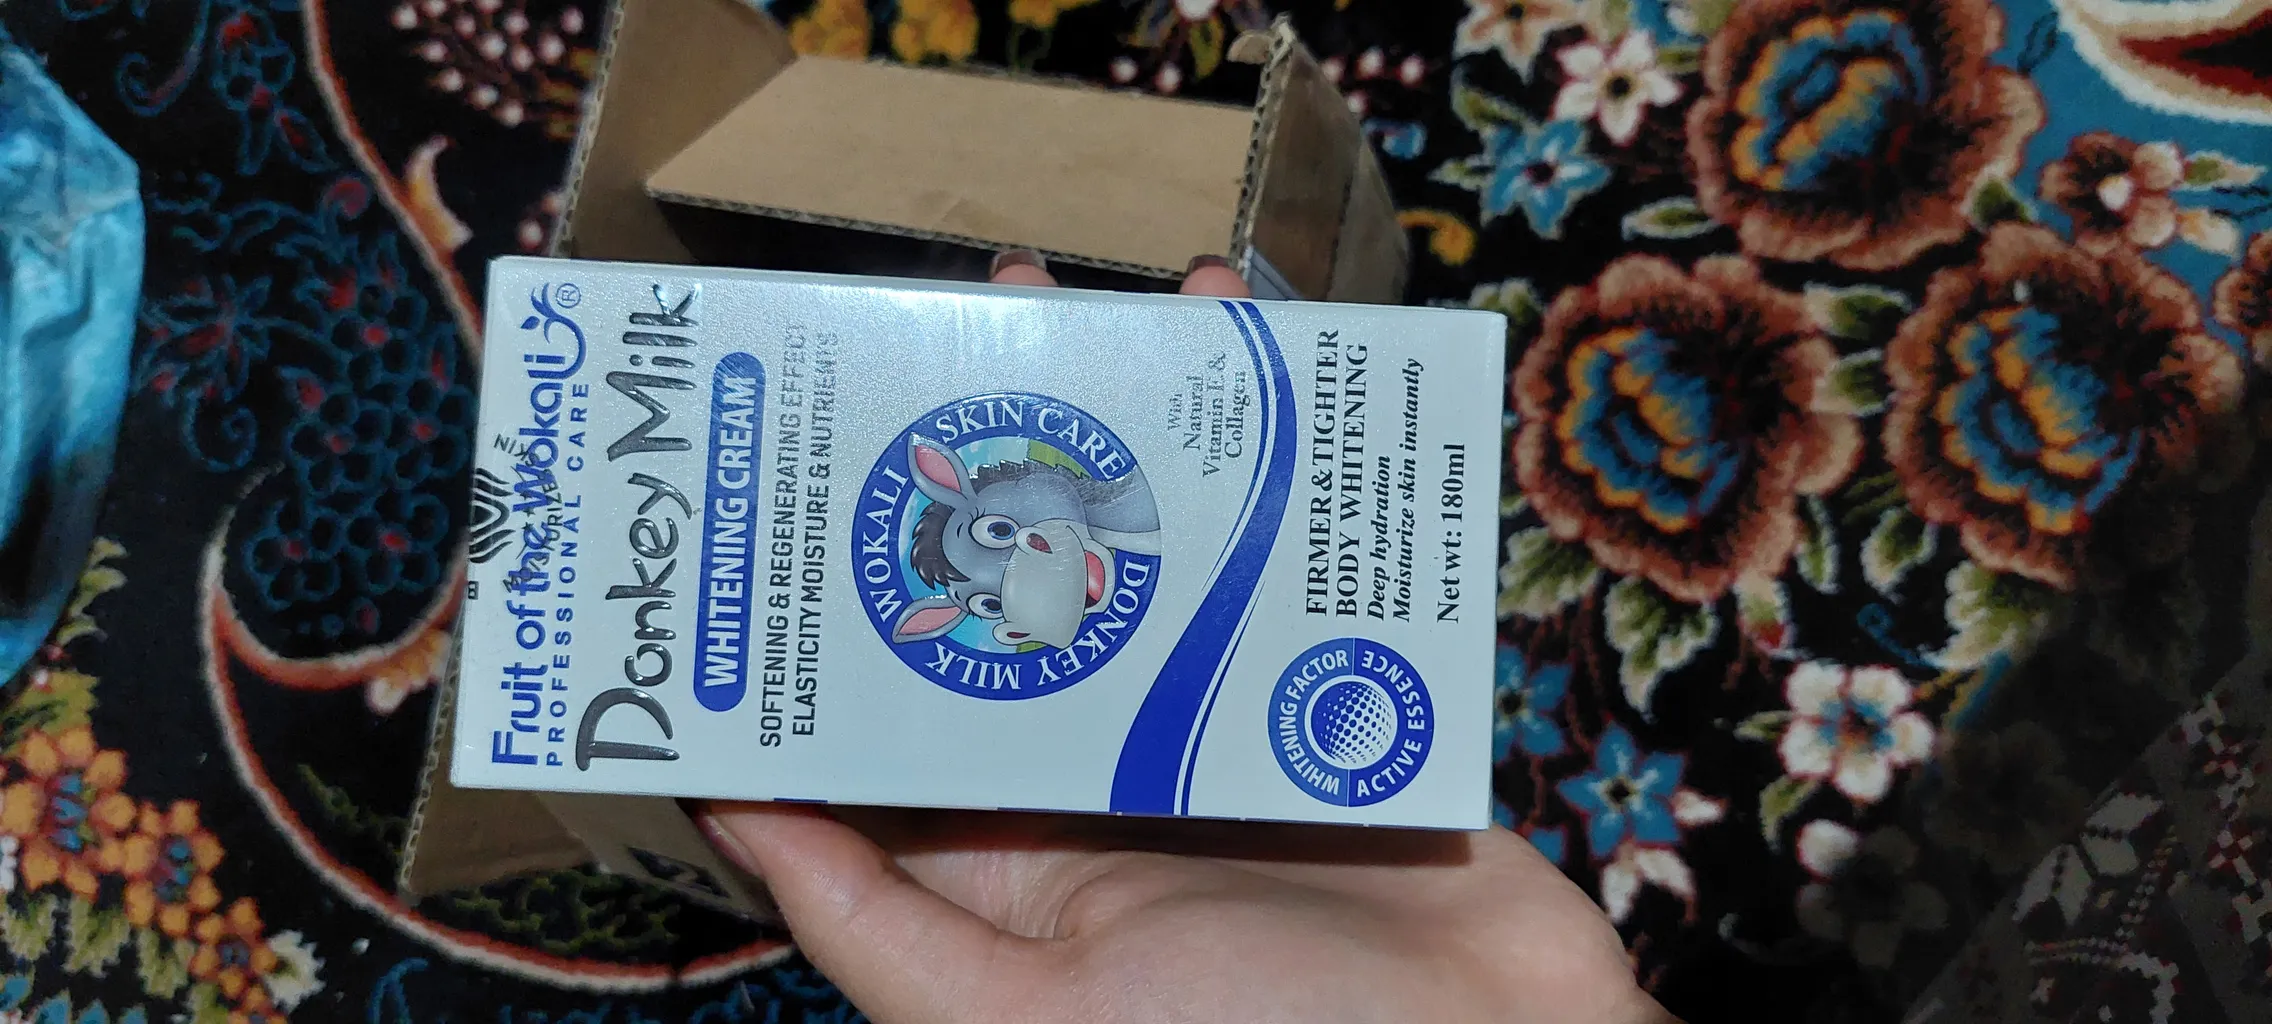 Fruit of the Wokali®
PROFESSIONAL CARE
Donkey Milk
WHITENING CREAM
SOFTENING & REGENERATING EFFECT
ELASTICITY MOISTURE & NUTRIENTS
WOKALI SKIN CARE
DONKEY MILK
With
Natural
Vitamin E &
Collagen
FIRMER & TIGHTER
BODY WHITENING
Deep hydration
Moisturize skin instantly
Net wt: 180ml
WHITENING FACTOR
ACTIVE ESSENCE